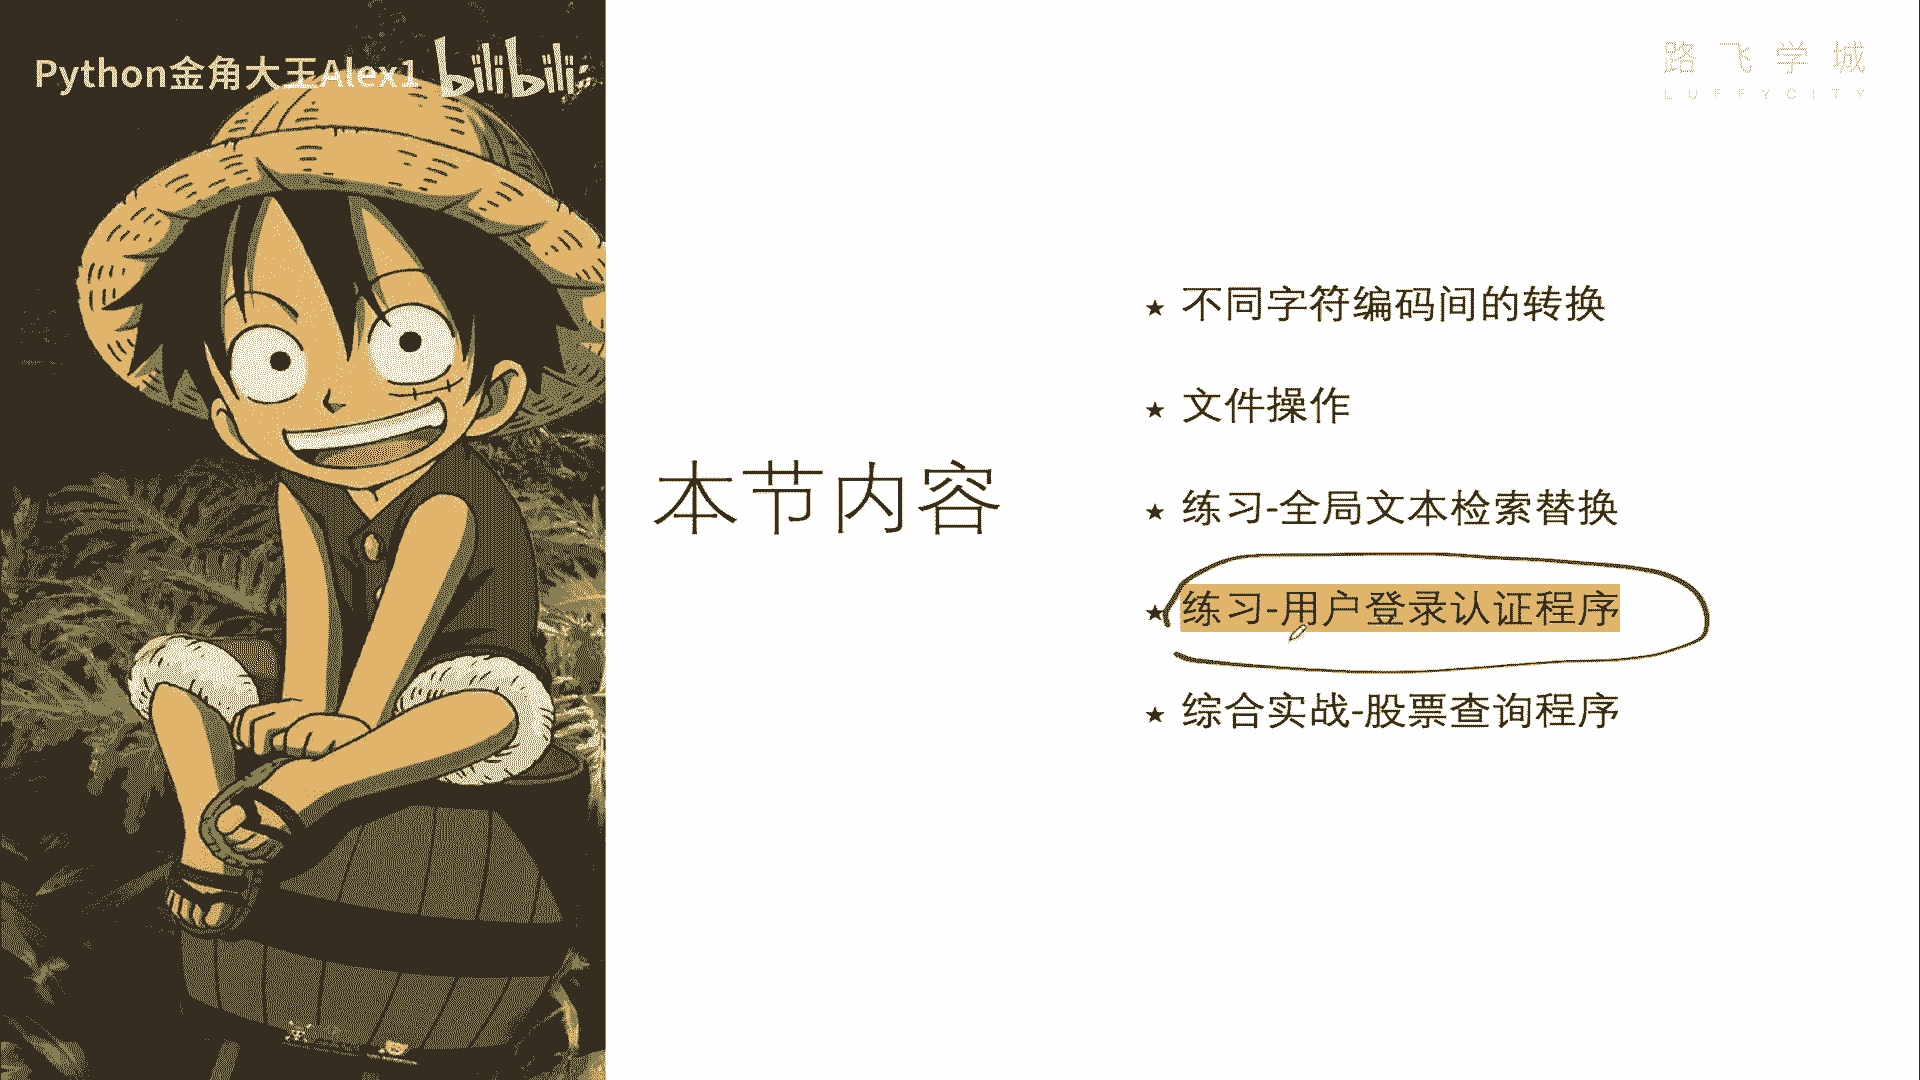 Python金角大王Alex1 bilibili
路飞学城
LUFFYCITY
本节内容
★ 不同字符编码间的转换
★ 文件操作
★ 练习-全局文本检索替换
★ 练习-用户登录认证程序
★ 综合实战-股票查询程序